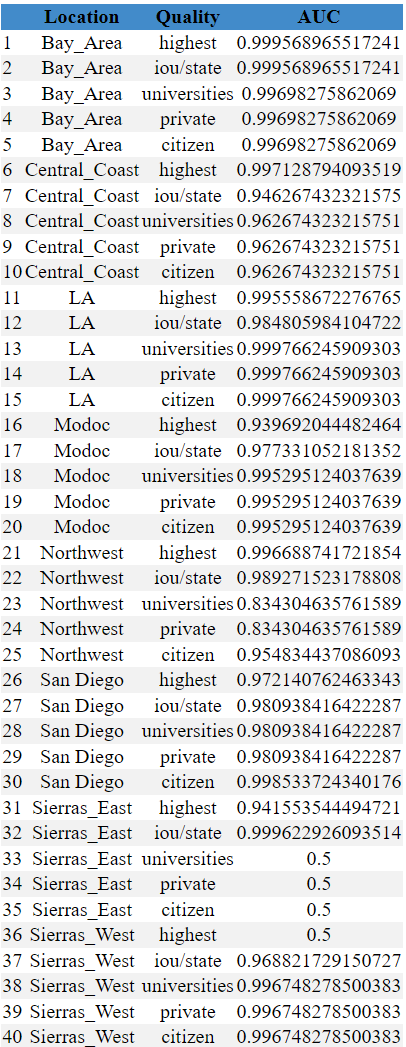 Location Quality AUC
1 Bay_Area highest 0.999568965517241
2 Bay_Area iou/state 0.999568965517241
3 Bay_Area universities 0.99698275862069
4 Bay_Area private 0.99698275862069
5 Bay_Area citizen 0.99698275862069
6 Central_Coast highest 0.997128794093519
7 Central_Coast iou/state 0.946267432321575
8 Central_Coast universities 0.962674323215751
9 Central_Coast private 0.962674323215751
10 Central_Coast citizen 0.962674323215751
11 LA highest 0.995558672276765
12 LA iou/state 0.984805984104722
13 LA universities 0.999766245909303
14 LA private 0.999766245909303
15 LA citizen 0.999766245909303
16 Modoc highest 0.939692044482464
17 Modoc iou/state 0.977331052181352
18 Modoc universities 0.995295124037639
19 Modoc private 0.995295124037639
20 Modoc citizen 0.995295124037639
21 Northwest highest 0.996688741721854
22 Northwest iou/state 0.989271523178808
23 Northwest universities 0.834304635761589
24 Northwest private 0.834304635761589
25 Northwest citizen 0.954834437086093
26 San Diego highest 0.972140762463343
27 San Diego iou/state 0.980938416422287
28 San Diego universities 0.980938416422287
29 San Diego private 0.980938416422287
30 San Diego citizen 0.998533724340176
31 Sierras_East highest 0.941553544494721
32 Sierras_East iou/state 0.999622926093514
33 Sierras_East universities 0.5
34 Sierras_East private 0.5
35 Sierras_East citizen 0.5
36 Sierras_West highest 0.5
37 Sierras_West iou/state 0.968821729150727
38 Sierras_West universities 0.996748278500383
39 Sierras_West private 0.996748278500383
40 Sierras_West citizen 0.996748278500383